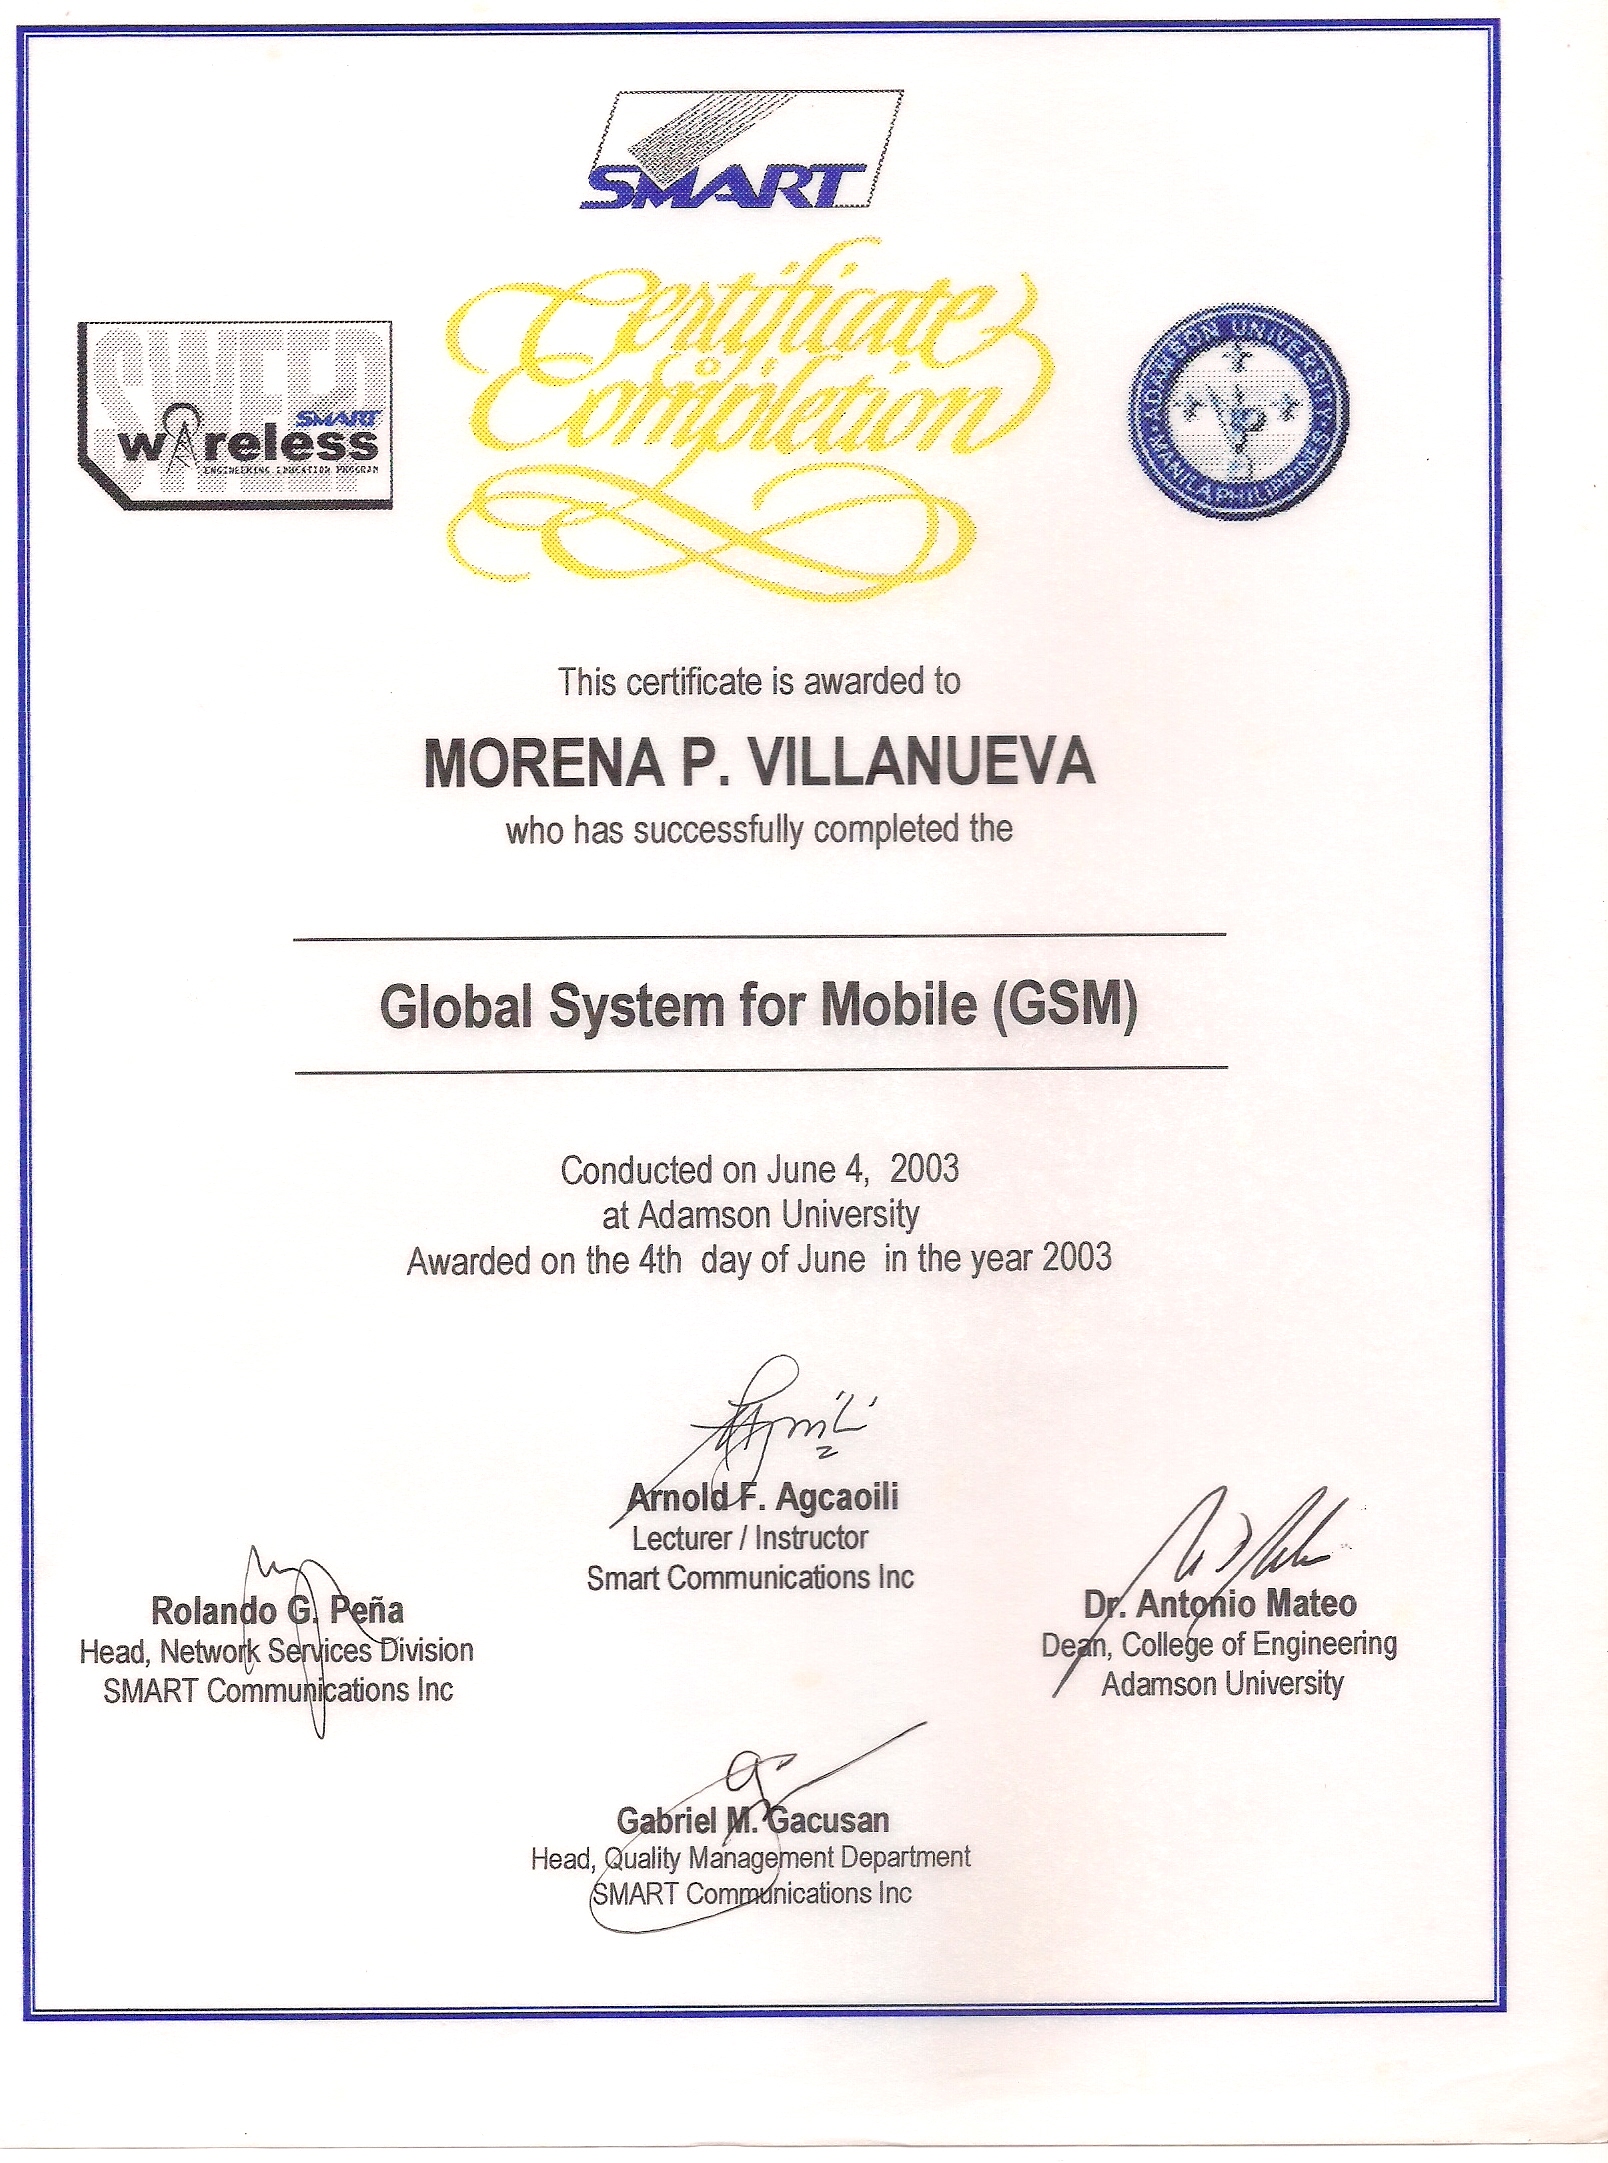 SMART
Certificate
of
Completion
SWEEP
SMART
wireless
ENGINEERING EDUCATION PROGRAM
ADAMSON UNIVERSITY
MANILA PHILIPPINES
This certificate is awarded to
MORENA P. VILLANUEVA
who has successfully completed the
Global System for Mobile (GSM)
Conducted on June 4, 2003
at Adamson University
Awarded on the 4th day of June in the year 2003
Arnold F. Agcaoili
Lecturer / Instructor
Smart Communications Inc
Rolando G. Peña
Head, Network Services Division
SMART Communications Inc
Dr. Antonio Mateo
Dean, College of Engineering
Adamson University
Gabriel M. Gacusan
Head, Quality Management Department
SMART Communications Inc